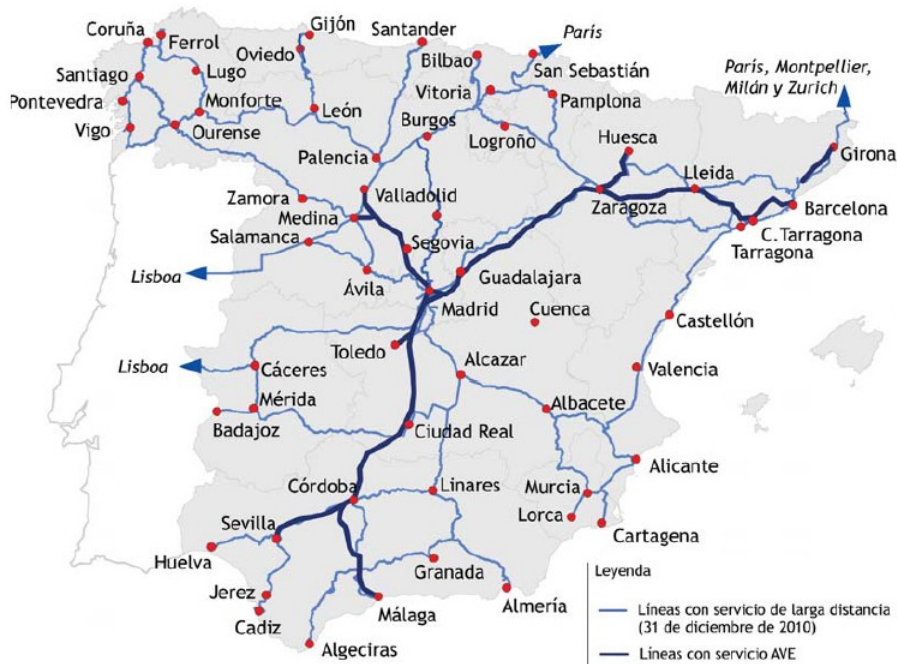 Gijón
Santander
Coruña
Ferrol
Oviedo
Bilbao
París
San Sebastián
París, Montpellier,
Milán y Zurich
Santiago
Lugo
Vitoria
Pontevedra
Monforte
León
Burgos
Pamplona
Vigo
Ourense
Logroño
Huesca
Girona
Palencia
Lleida
Zamora
Valladolid
Zaragoza
Barcelona
Medina
Salamanca
Segovia
C. Tarragona
Tarragona
Lisboa
Ávila
Guadalajara
Madrid
Cuenca
Castellón
Toledo
Alcazar
Lisboa
Cáceres
Valencia
Mérida
Albacete
Badajoz
Ciudad Real
Alicante
Córdoba
Linares
Murcia
Sevilla
Lorca
Cartagena
Huelva
Granada
Jerez
Málaga
Almería
Cadiz
Algeciras
Leyenda
Líneas con servicio de larga distancia
(31 de diciembre de 2010)
Líneas con servicio AVE